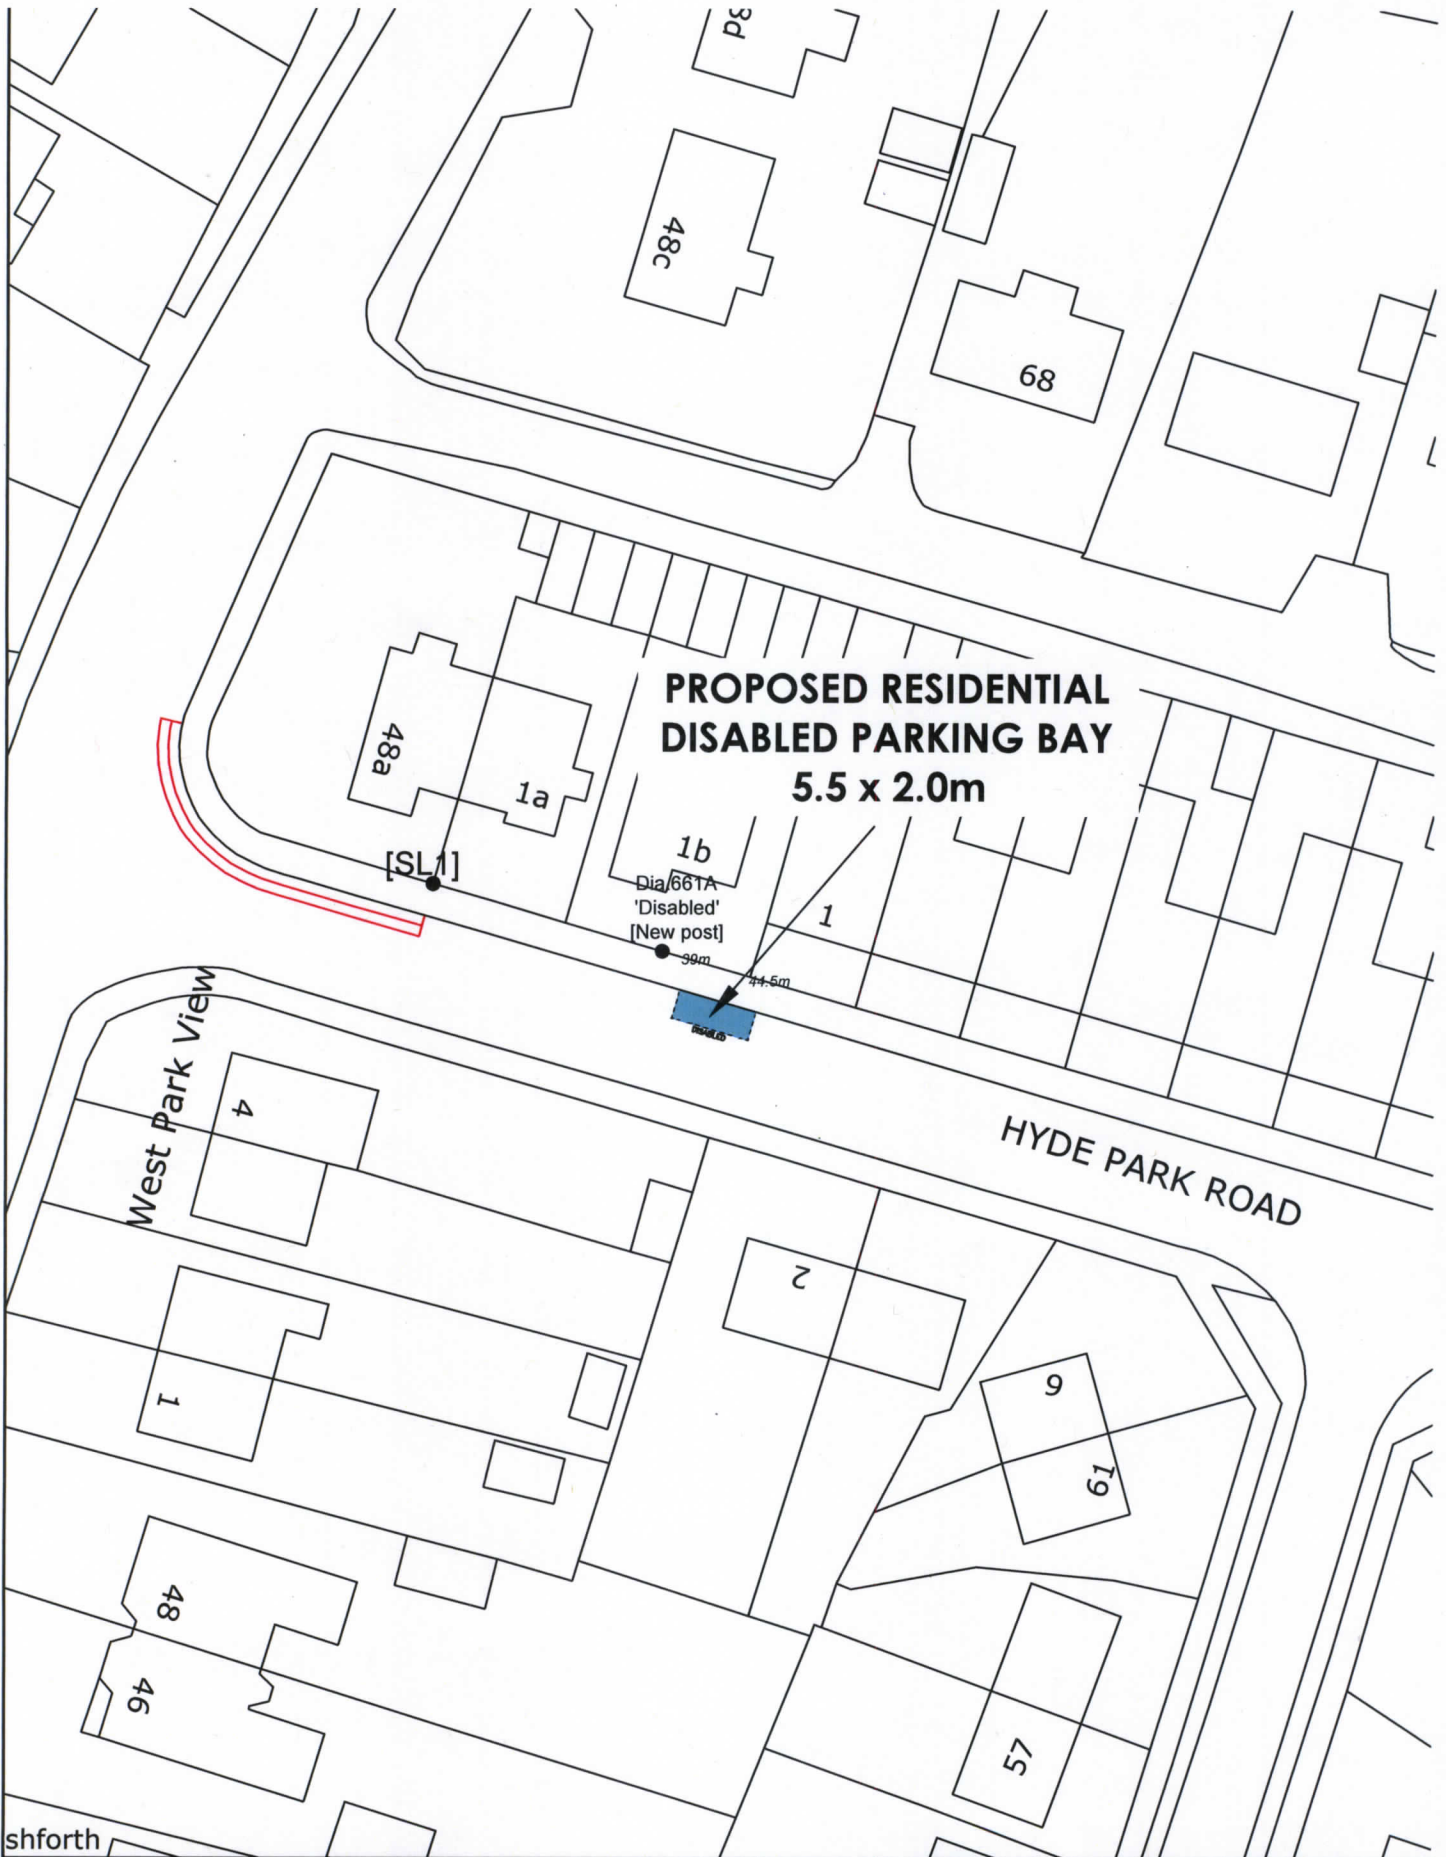 3d
48c
68
PROPOSED RESIDENTIAL
DISABLED PARKING BAY
5.5 x 2.0m
48a
1a
1b
[SL1]
Dia.661A
'Disabled'
[New post]
39m
1
44.5m
West Park View
4
HYDE PARK ROAD
2
1
9
61
48
46
57
shforth